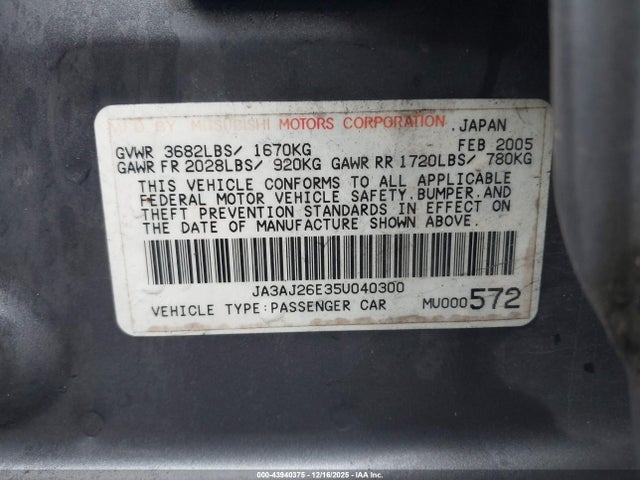 MFD BY MITSUBISHI MOTORS CORPORATION. JAPAN
GVWR 3682LBS/ 1670KG FEB 2005
GAWR FR 2028LBS/ 920KG GAWR RR 1720LBS/ 780KG
THIS VEHICLE CONFORMS TO ALL APPLICABLE
FEDERAL MOTOR VEHICLE SAFETY.BUMPER.AND
THEFT PREVENTION STANDARDS IN EFFECT ON
THE DATE OF MANUFACTURE SHOWN ABOVE.
JA3AJ26E35U040300
VEHICLE TYPE:PASSENGER CAR MU000572
000-43940375 - 12/16/2025 - IAA Inc.